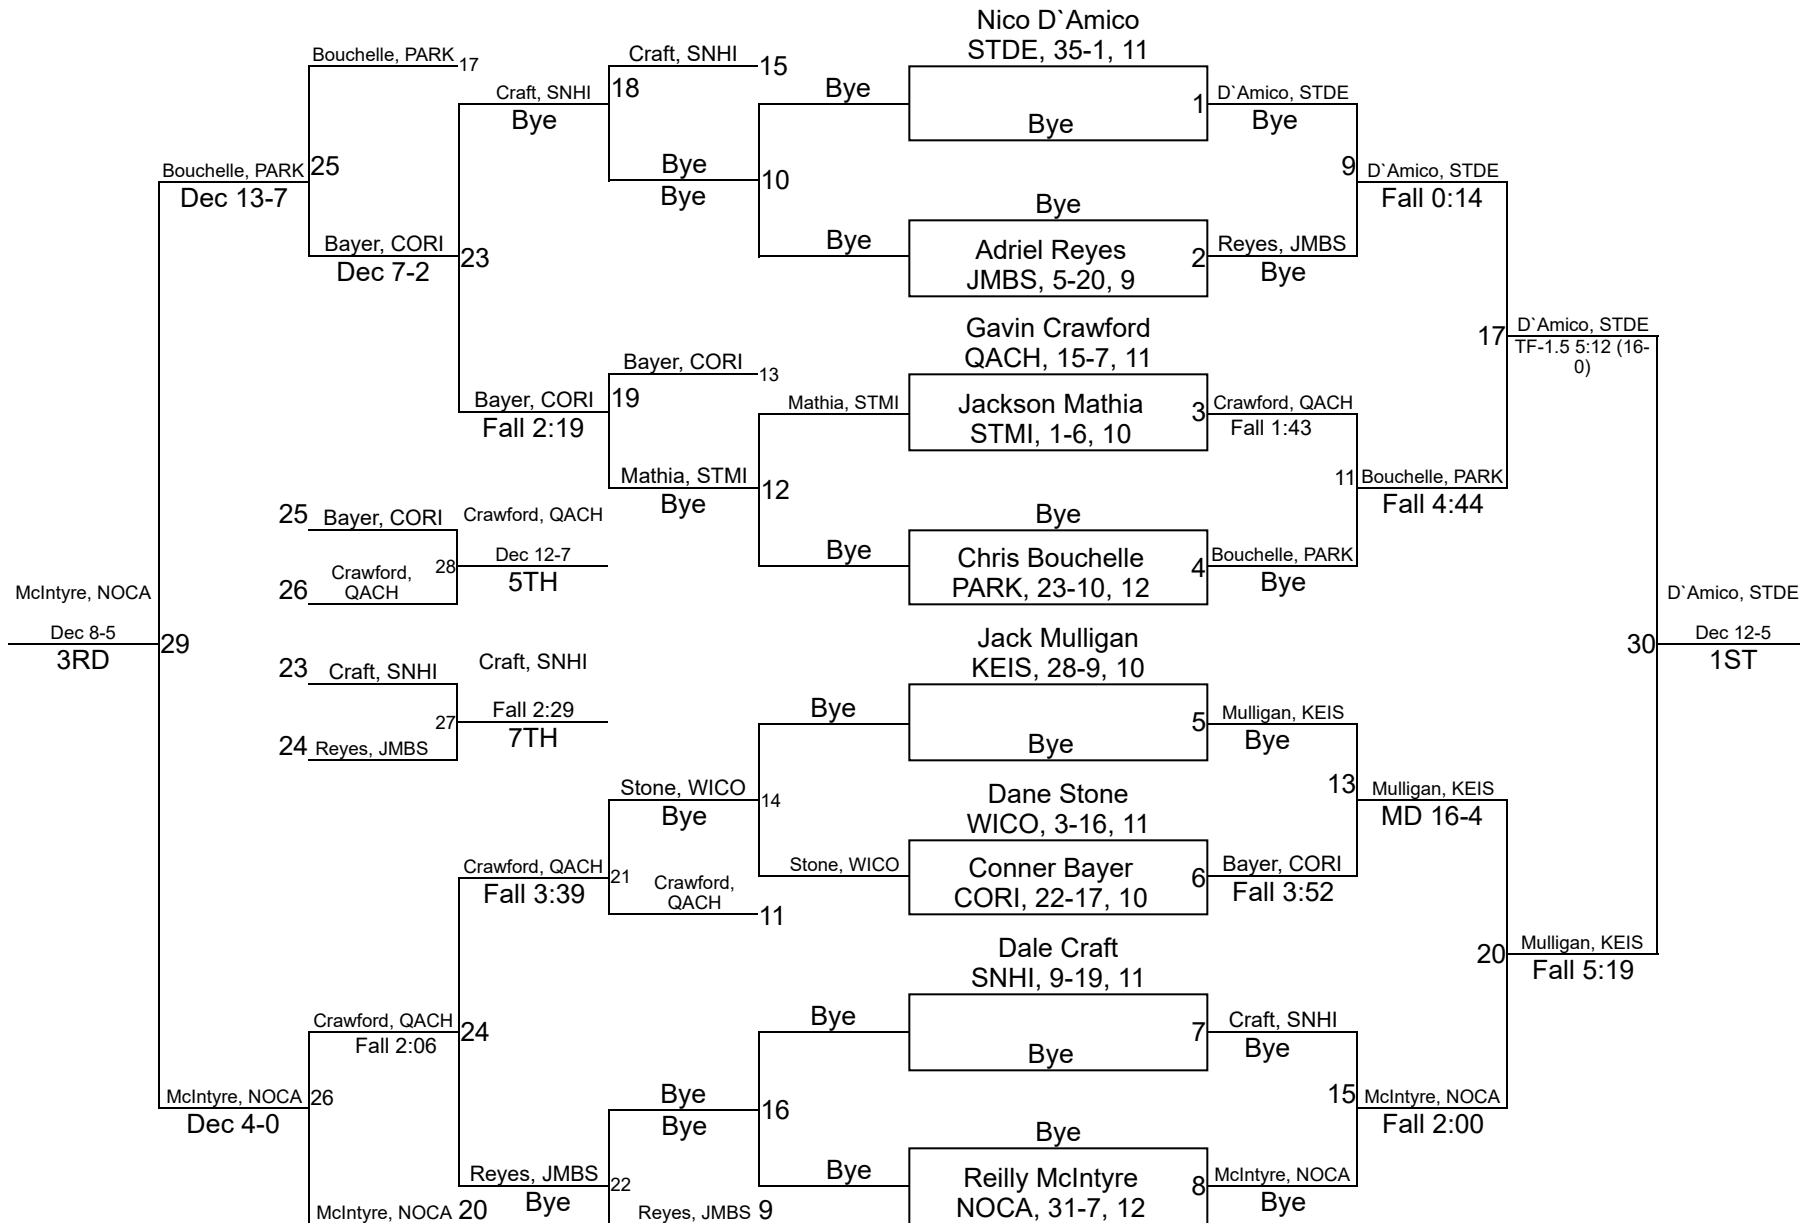 Nico D`Amico
STDE, 35-1, 11
Bouchelle, PARK 17
Craft, SNHI 15
Craft, SNHI
Bye
18
Bye
Bye
1
D`Amico, STDE
Bye
Bouchelle, PARK
Dec 13-7
25
Bye
Bye
10
9
D`Amico, STDE
Fall 0:14
Bayer, CORI
Dec 7-2
23
Bye
Bye
Adriel Reyes
JMBS, 5-20, 9
2
Reyes, JMBS
Bye
Gavin Crawford
QACH, 15-7, 11
17
D`Amico, STDE
TF-1.5 5:12 (16-
0)
Bayer, CORI 13
Bayer, CORI
Fall 2:19
19
Mathia, STMI
Jackson Mathia
STMI, 1-6, 10
3
Crawford, QACH
Fall 1:43
Mathia, STMI
Bye
12
11
Bouchelle, PARK
Fall 4:44
25
Bayer, CORI
Crawford, QACH
28
Dec 12-7
5TH
26
Crawford,
QACH
Bye
Bye
Chris Bouchelle
PARK, 23-10, 12
4
Bouchelle, PARK
Bye
McIntyre, NOCA
Dec 8-5
3RD
29
D`Amico, STDE
30
Dec 12-5
1ST
Jack Mulligan
KEIS, 28-9, 10
23
Craft, SNHI
Craft, SNHI
27
Fall 2:29
7TH
24
Reyes, JMBS
Bye
Bye
5
Mulligan, KEIS
Bye
Stone, WICO
Bye
14
Dane Stone
WICO, 3-16, 11
13
Mulligan, KEIS
MD 16-4
Crawford, QACH
Fall 3:39
21
Crawford,
QACH
11
Stone, WICO
Conner Bayer
CORI, 22-17, 10
6
Bayer, CORI
Fall 3:52
Dale Craft
SNHI, 9-19, 11
20
Mulligan, KEIS
Fall 5:19
Crawford, QACH
Fall 2:06
24
Bye
Bye
7
Craft, SNHI
Bye
McIntyre, NOCA
Dec 4-0
26
Bye
Bye
16
15
McIntyre, NOCA
Fall 2:00
Reyes, JMBS
Bye
22
Bye
Bye
Reilly McIntyre
NOCA, 31-7, 12
8
McIntyre, NOCA
Bye
McIntyre, NOCA 20
Reyes, JMBS 9